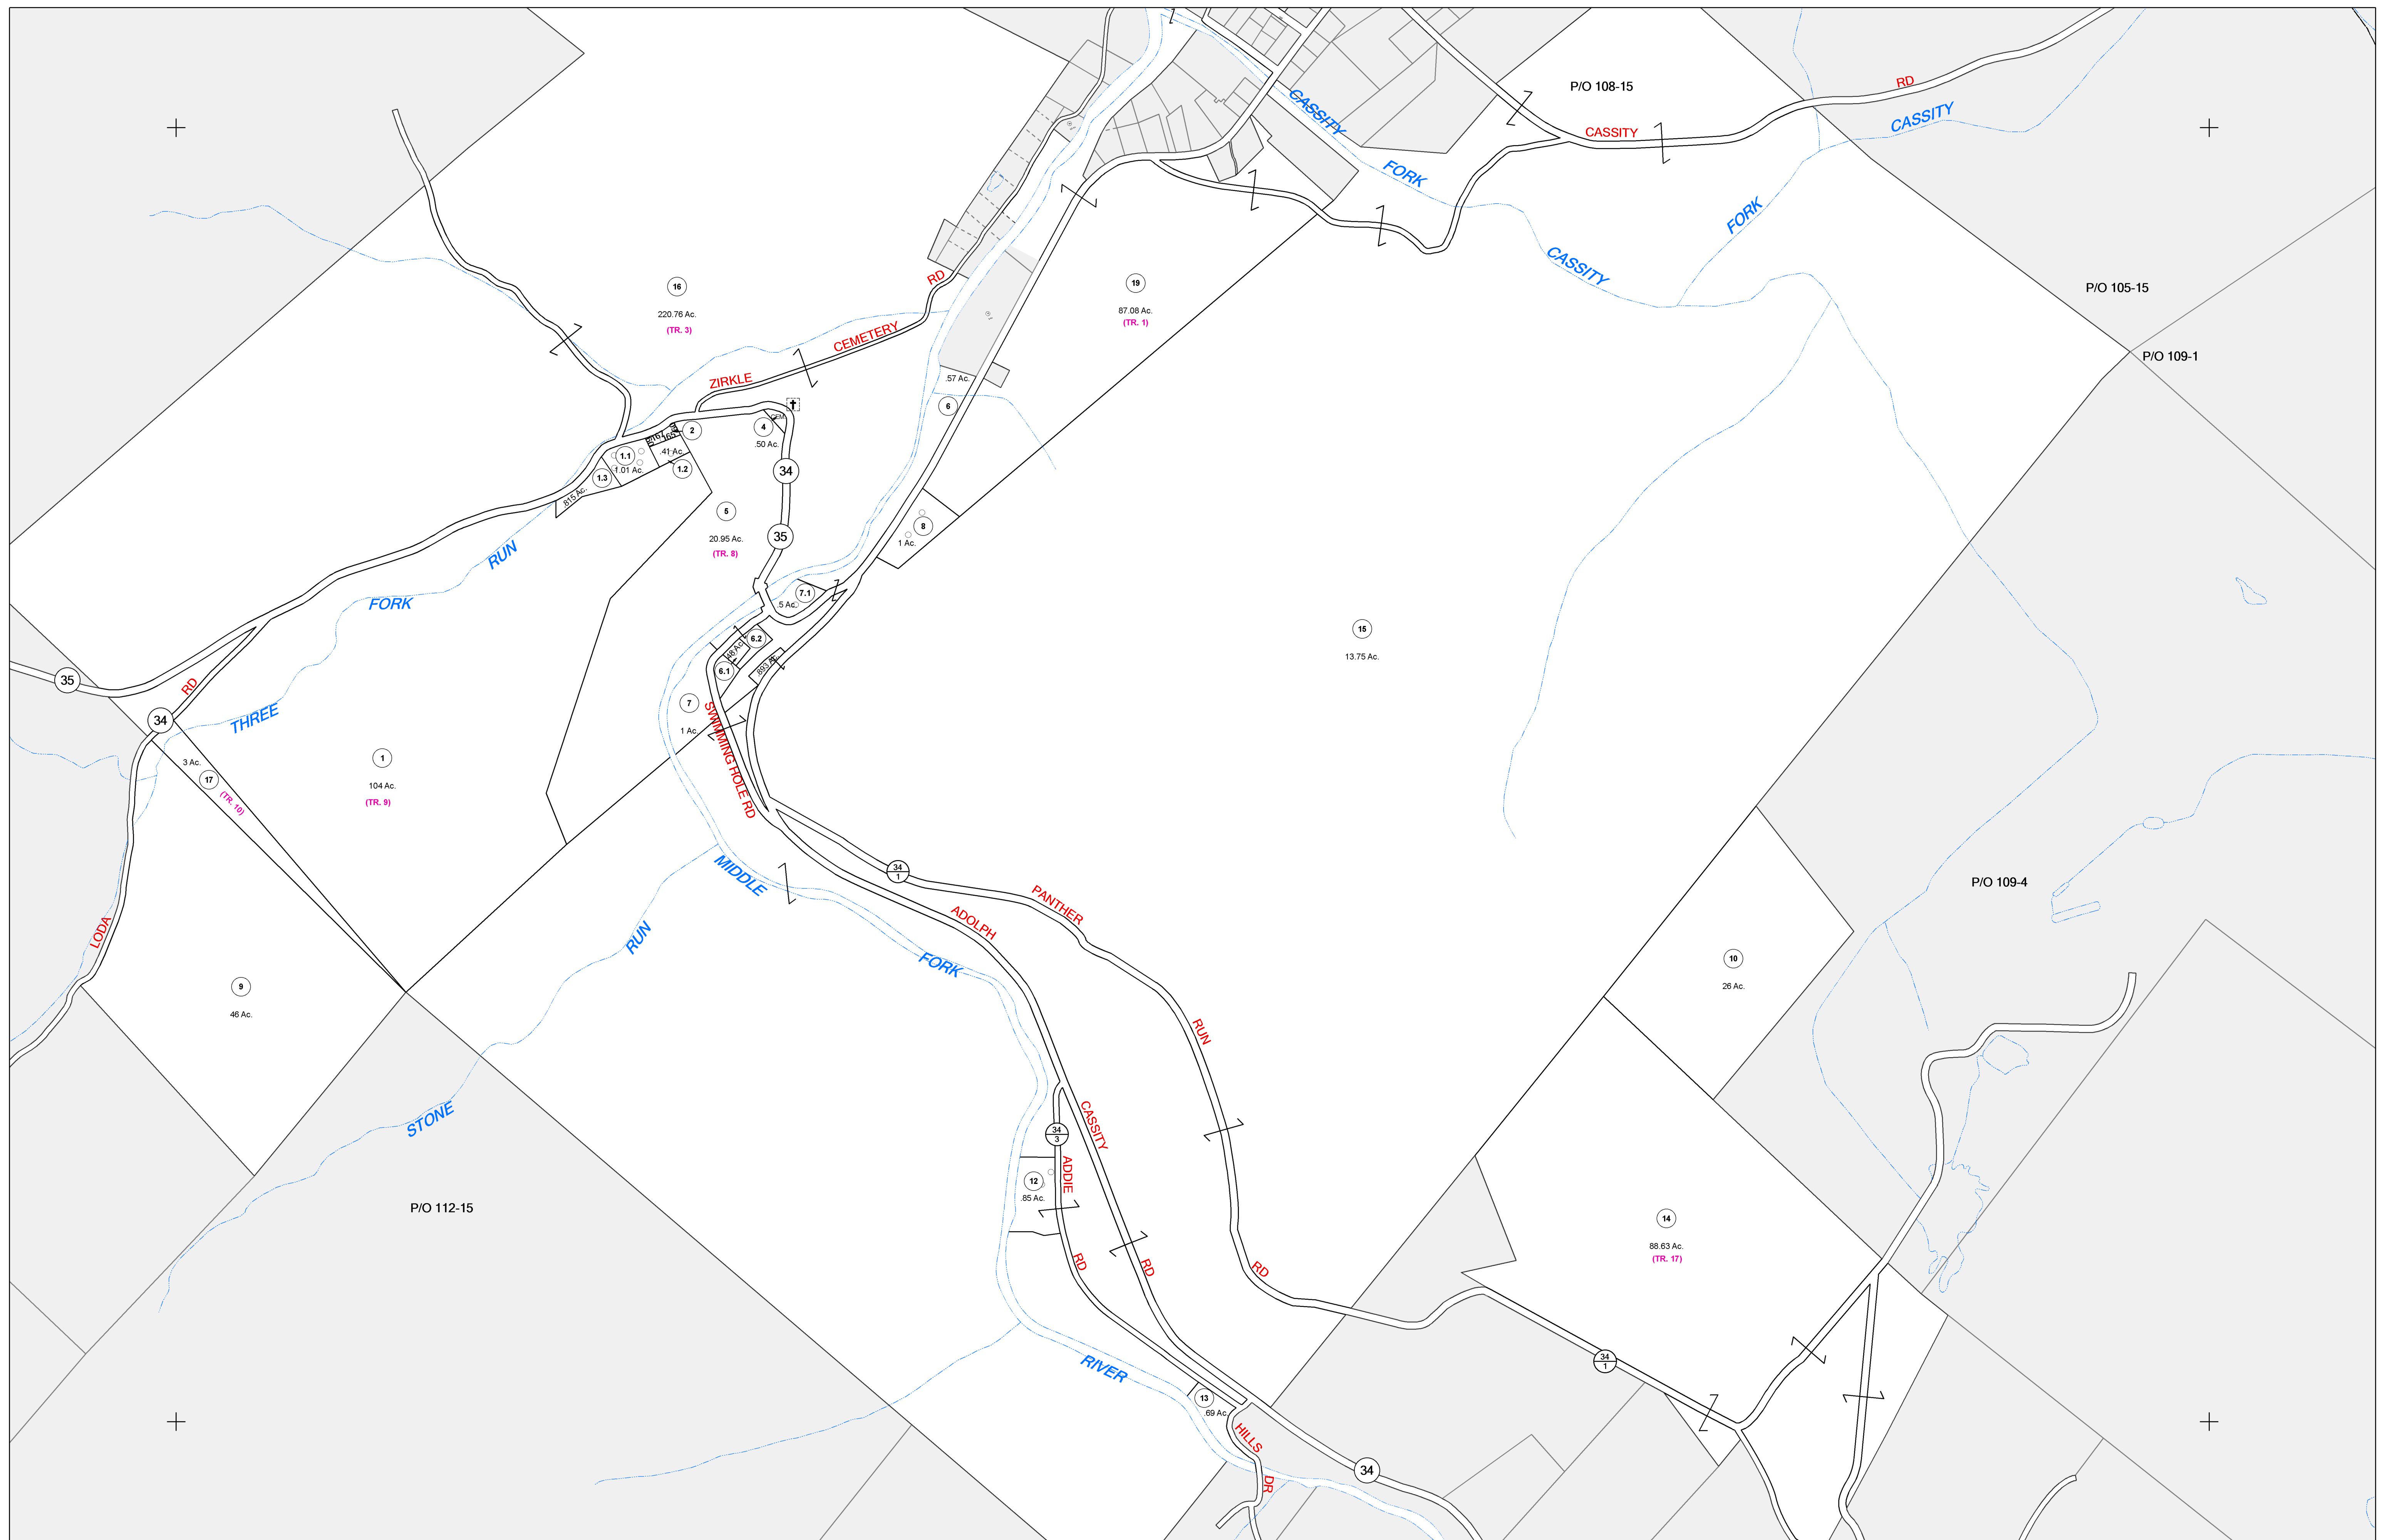 P/O 108-15
RD
CASSITY
CASSITY
CASSITY
FORK
FORK
CASSITY
P/O 105-15
P/O 109-1
16
220.76 Ac.
(TR. 3)
RD
CEMETERY
ZIRKLE
19
87.08 Ac.
(TR. 1)
.57 Ac.
6
CEM
4
.50 Ac.
2
1.1
1.01 Ac.
.41 Ac.
1.2
1.3
.815 Ac.
34
5
20.95 Ac.
(TR. 8)
35
8
1 Ac.
RUN
FORK
THREE
7.1
.5 Ac.
6.2
.48 Ac.
6.1
.893 Ac.
7
1 Ac.
SWIMMING HOLE RD
15
13.75 Ac.
35
RD
34
3 Ac.
17
(TR. 10)
1
104 Ac.
(TR. 9)
34
1
PANTHER
RUN
RD
MIDDLE
FORK
RIVER
ADOLPH
CASSITY
RD
P/O 109-4
LODA
RUN
STONE
9
46 Ac.
10
26 Ac.
34
3
ADDIE
RD
12
.85 Ac.
P/O 112-15
14
88.63 Ac.
(TR. 17)
34
1
13
.69 Ac.
HILLS
DR
34